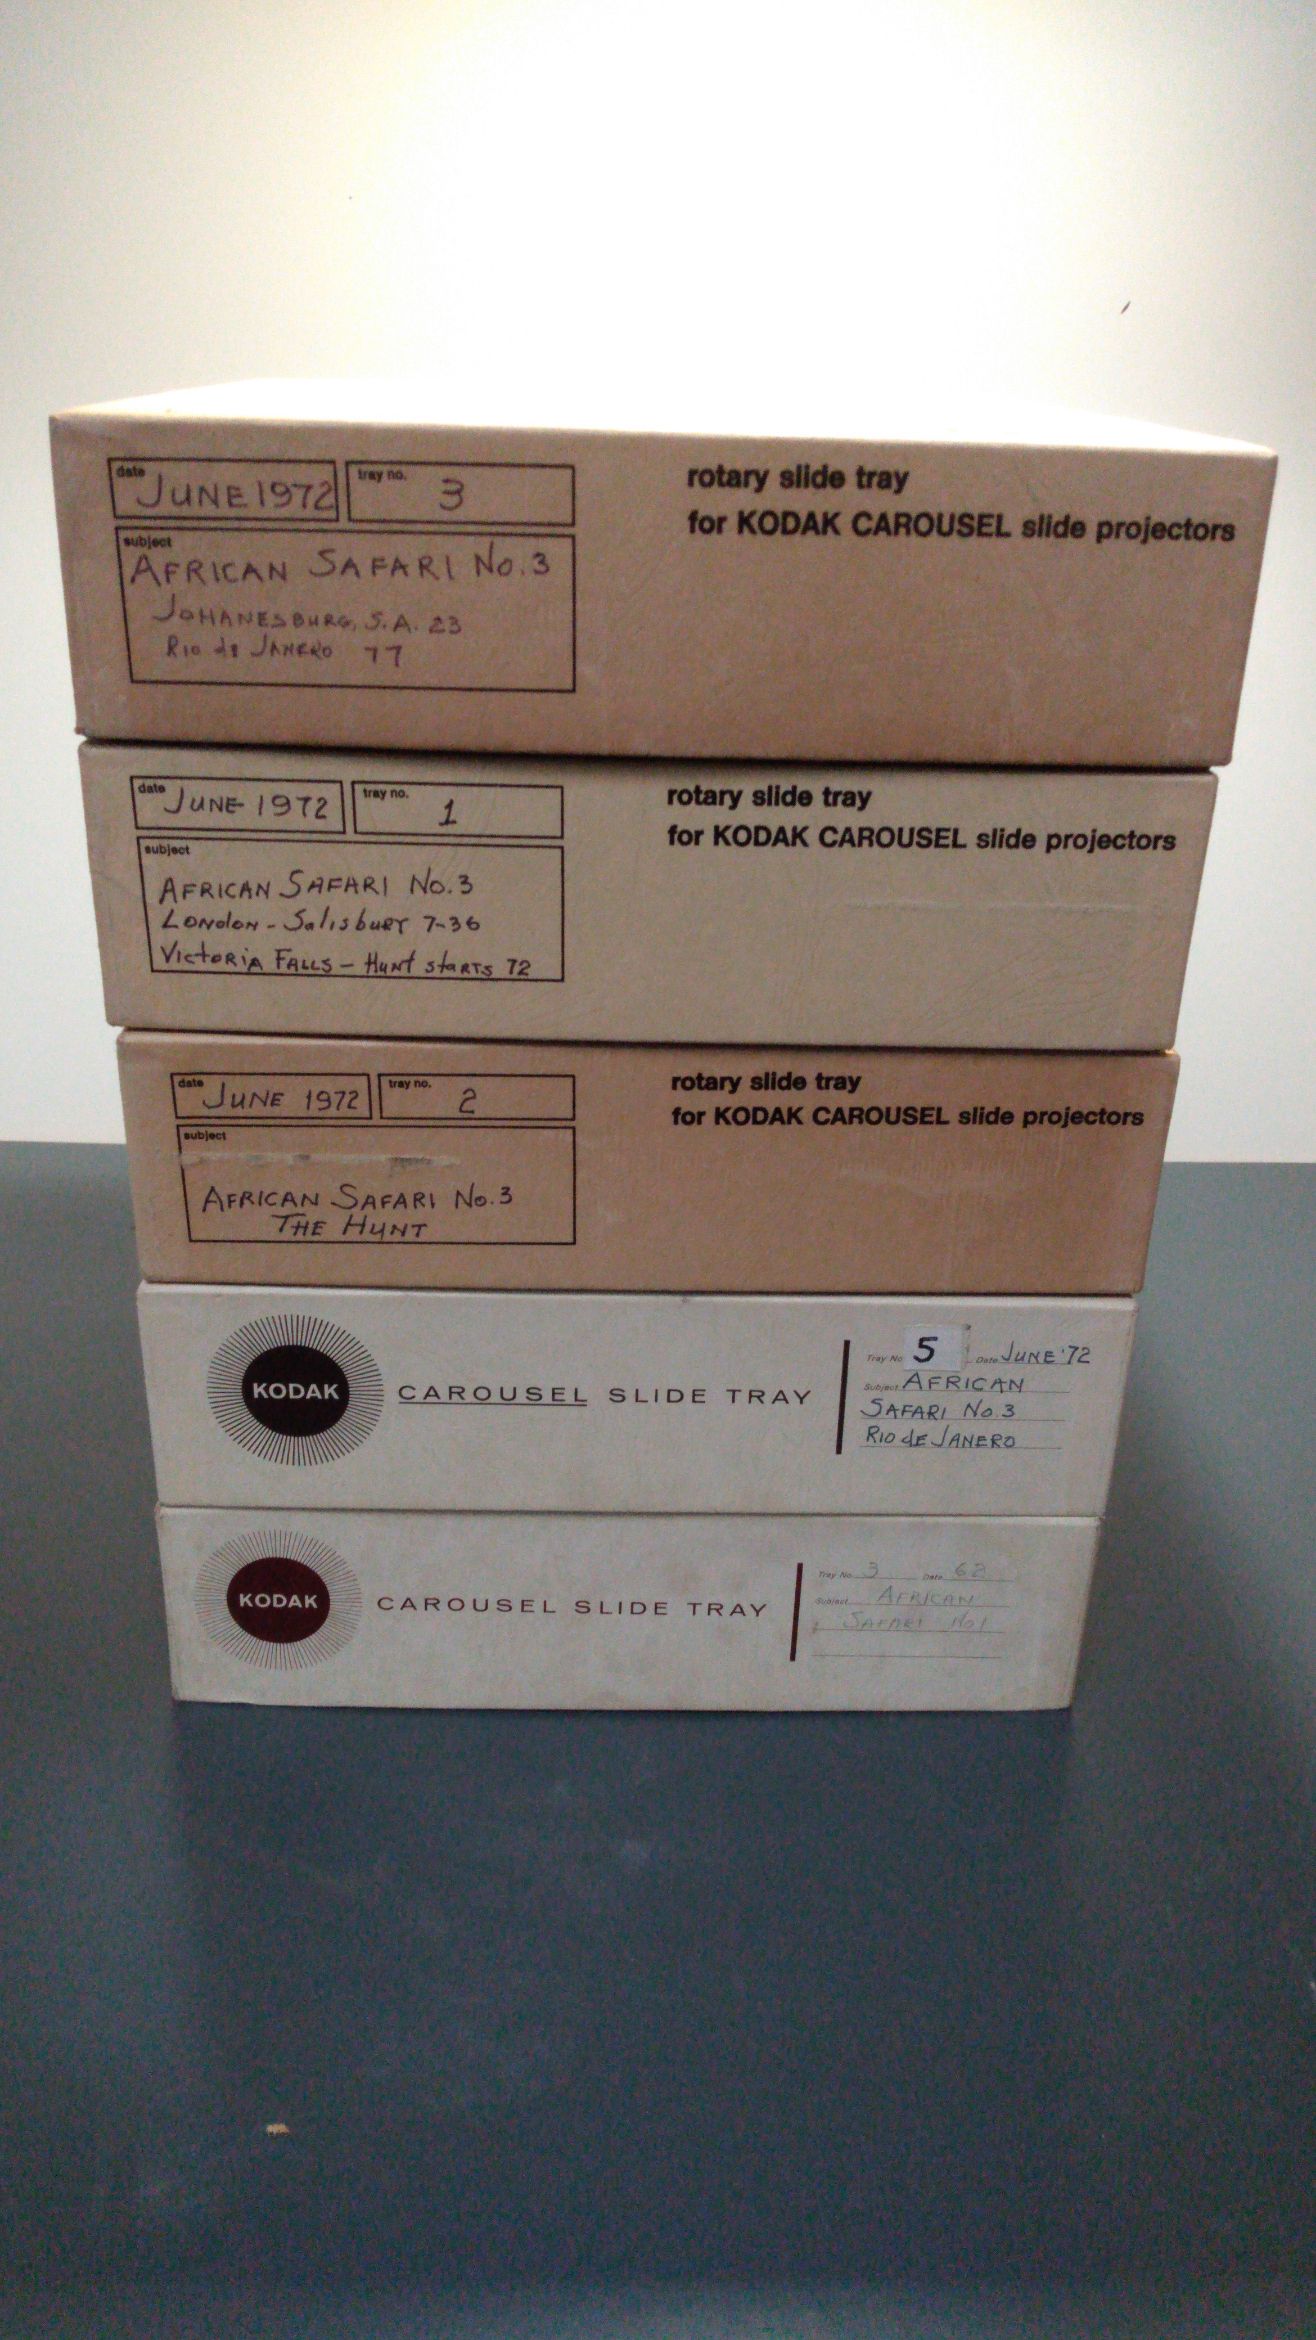 date JUNE 1972 tray no. 3
subject
AFRICAN SAFARI No. 3
JOHANESBURG, S.A. 23
RIO de JANERO 77
rotary slide tray
for KODAK CAROUSEL slide projectors
date JUNE 1972 tray no. 1
subject
AFRICAN SAFARI No. 3
LONDON - SalisbuRY 7-36
VICTORIA FALLS - HUNT STARTS 72
rotary slide tray
for KODAK CAROUSEL slide projectors
date JUNE 1972 tray no. 2
subject
AFRICAN SAFARI No. 3
THE HUNT
rotary slide tray
for KODAK CAROUSEL slide projectors
KODAK
CAROUSEL SLIDE TRAY
Tray No 5 Date JUNE '72
Subject AFRICAN
SAFARI No. 3
RIO dE JANERO
KODAK
CAROUSEL SLIDE TRAY
Tray No 3 Date 62
Subject AFRICAN
SAFARI No 1